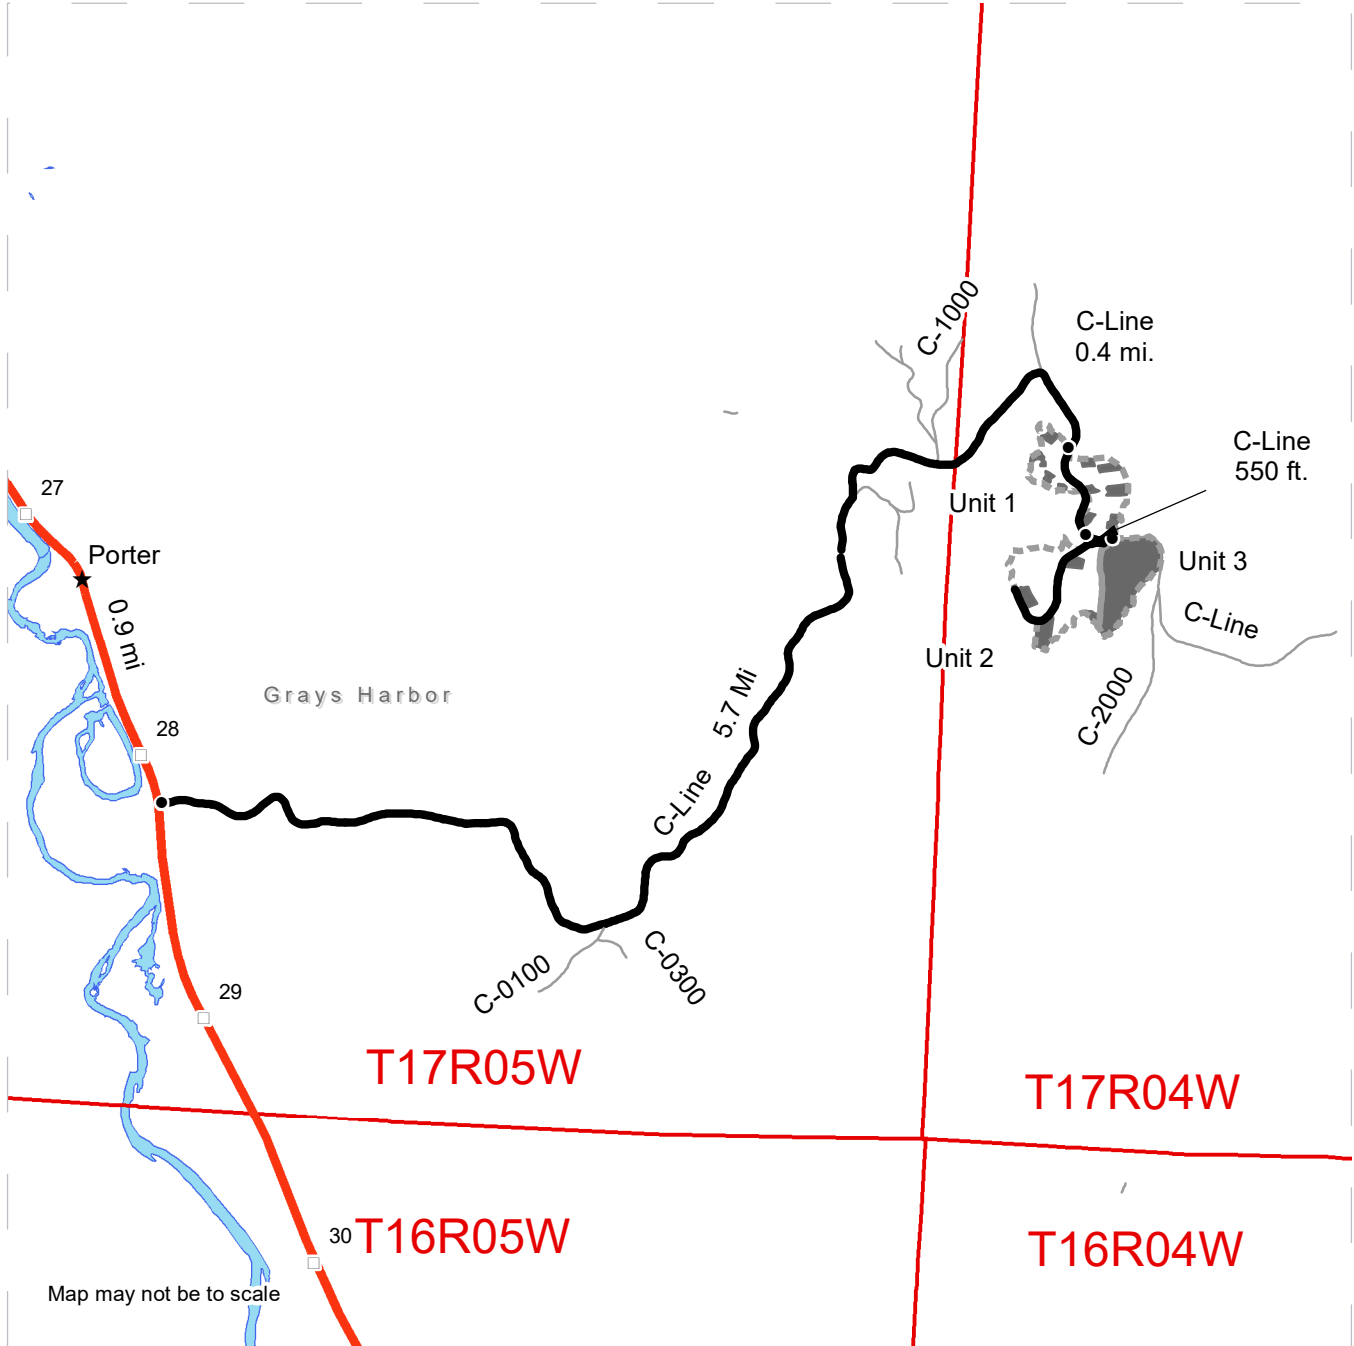 C-1000
C-Line
0.4 mi.
C-Line
550 ft.
27
Unit 1
Porter
Unit 3
0.9 mi
C-Line
Unit 2
Grays Harbor
5.7 Mi
C-2000
28
C-Line
C-0100
C-0300
29
T17R05W
T17R04W
30
T16R05W
T16R04W
Map may not be to scale